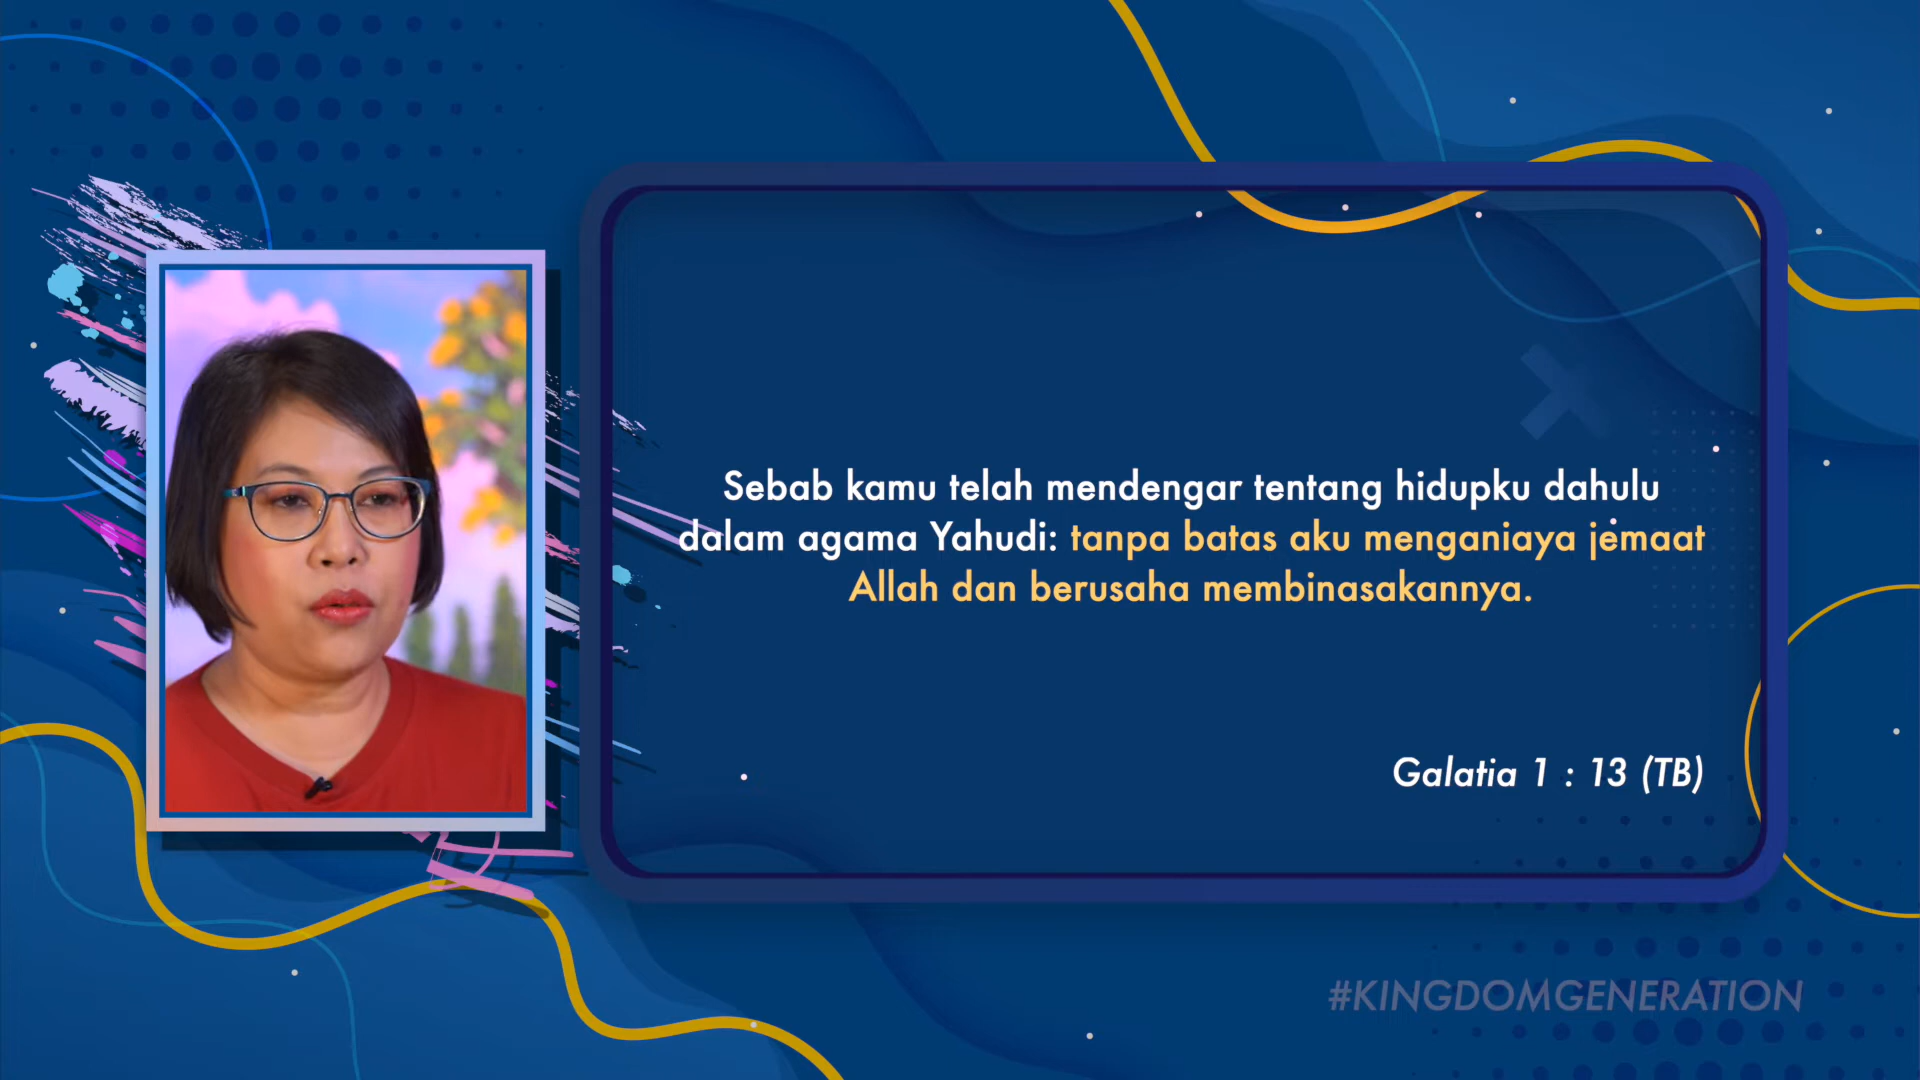 Sebab kamu telah mendengar tentang hidupku dahulu
dalam agama Yahudi: tanpa batas aku menganiaya jemaat
Allah dan berusaha membinasakannya.
Galatia 1 : 13 (TB)
#KINGDOMGENERATION